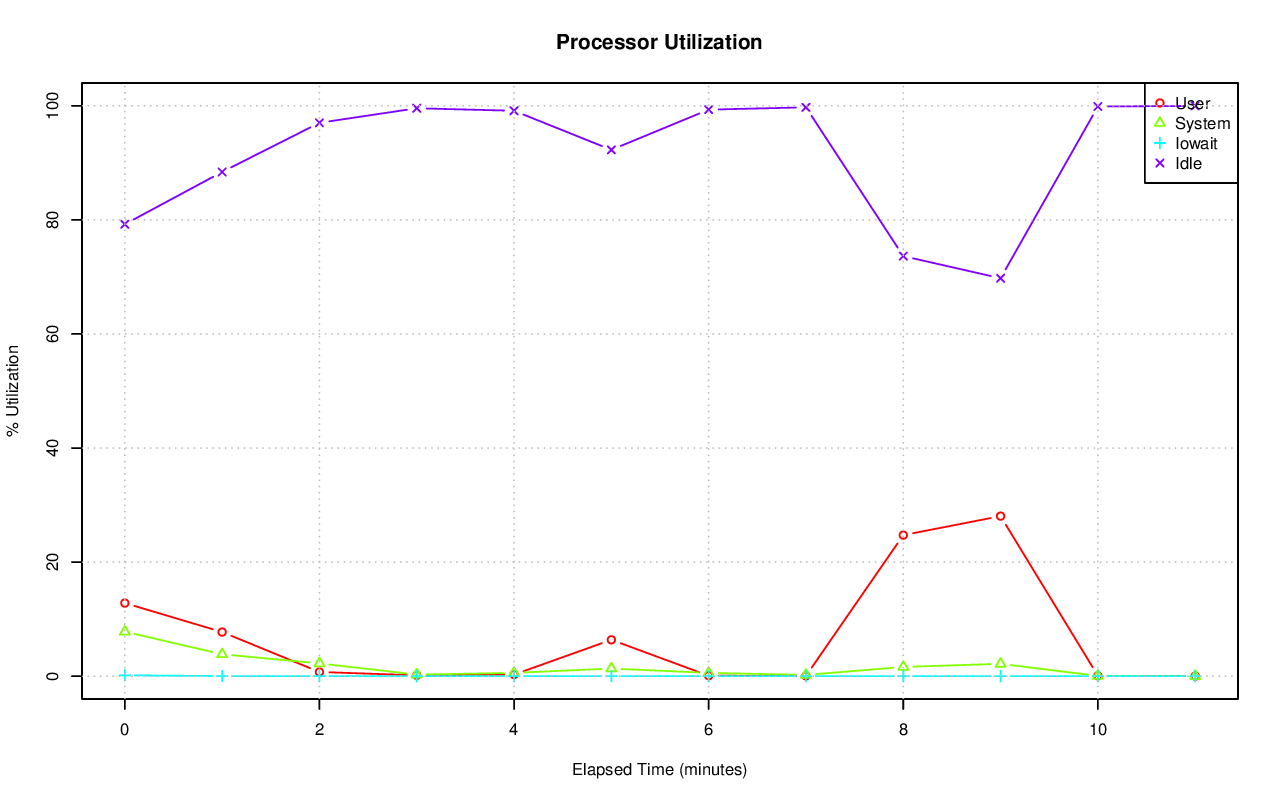 Processor Utilization
100
80
60
40
20
0
% Utilization
User
System
Iowait
Idle
0 2 4 6 8 10
Elapsed Time (minutes)